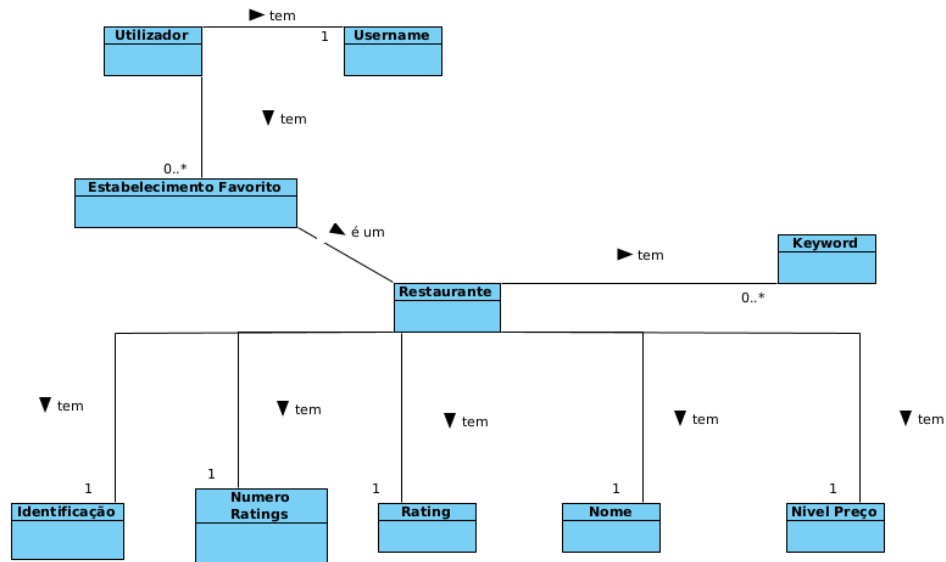 tem
Utilizador
1
Username
tem
0..*
Estabelecimento Favorito
é um
Keyword
tem
Restaurante
0..*
tem
tem
tem
tem
tem
1
1
1
1
1
Identificação
Numero
Ratings
Rating
Nome
Nivel Preço